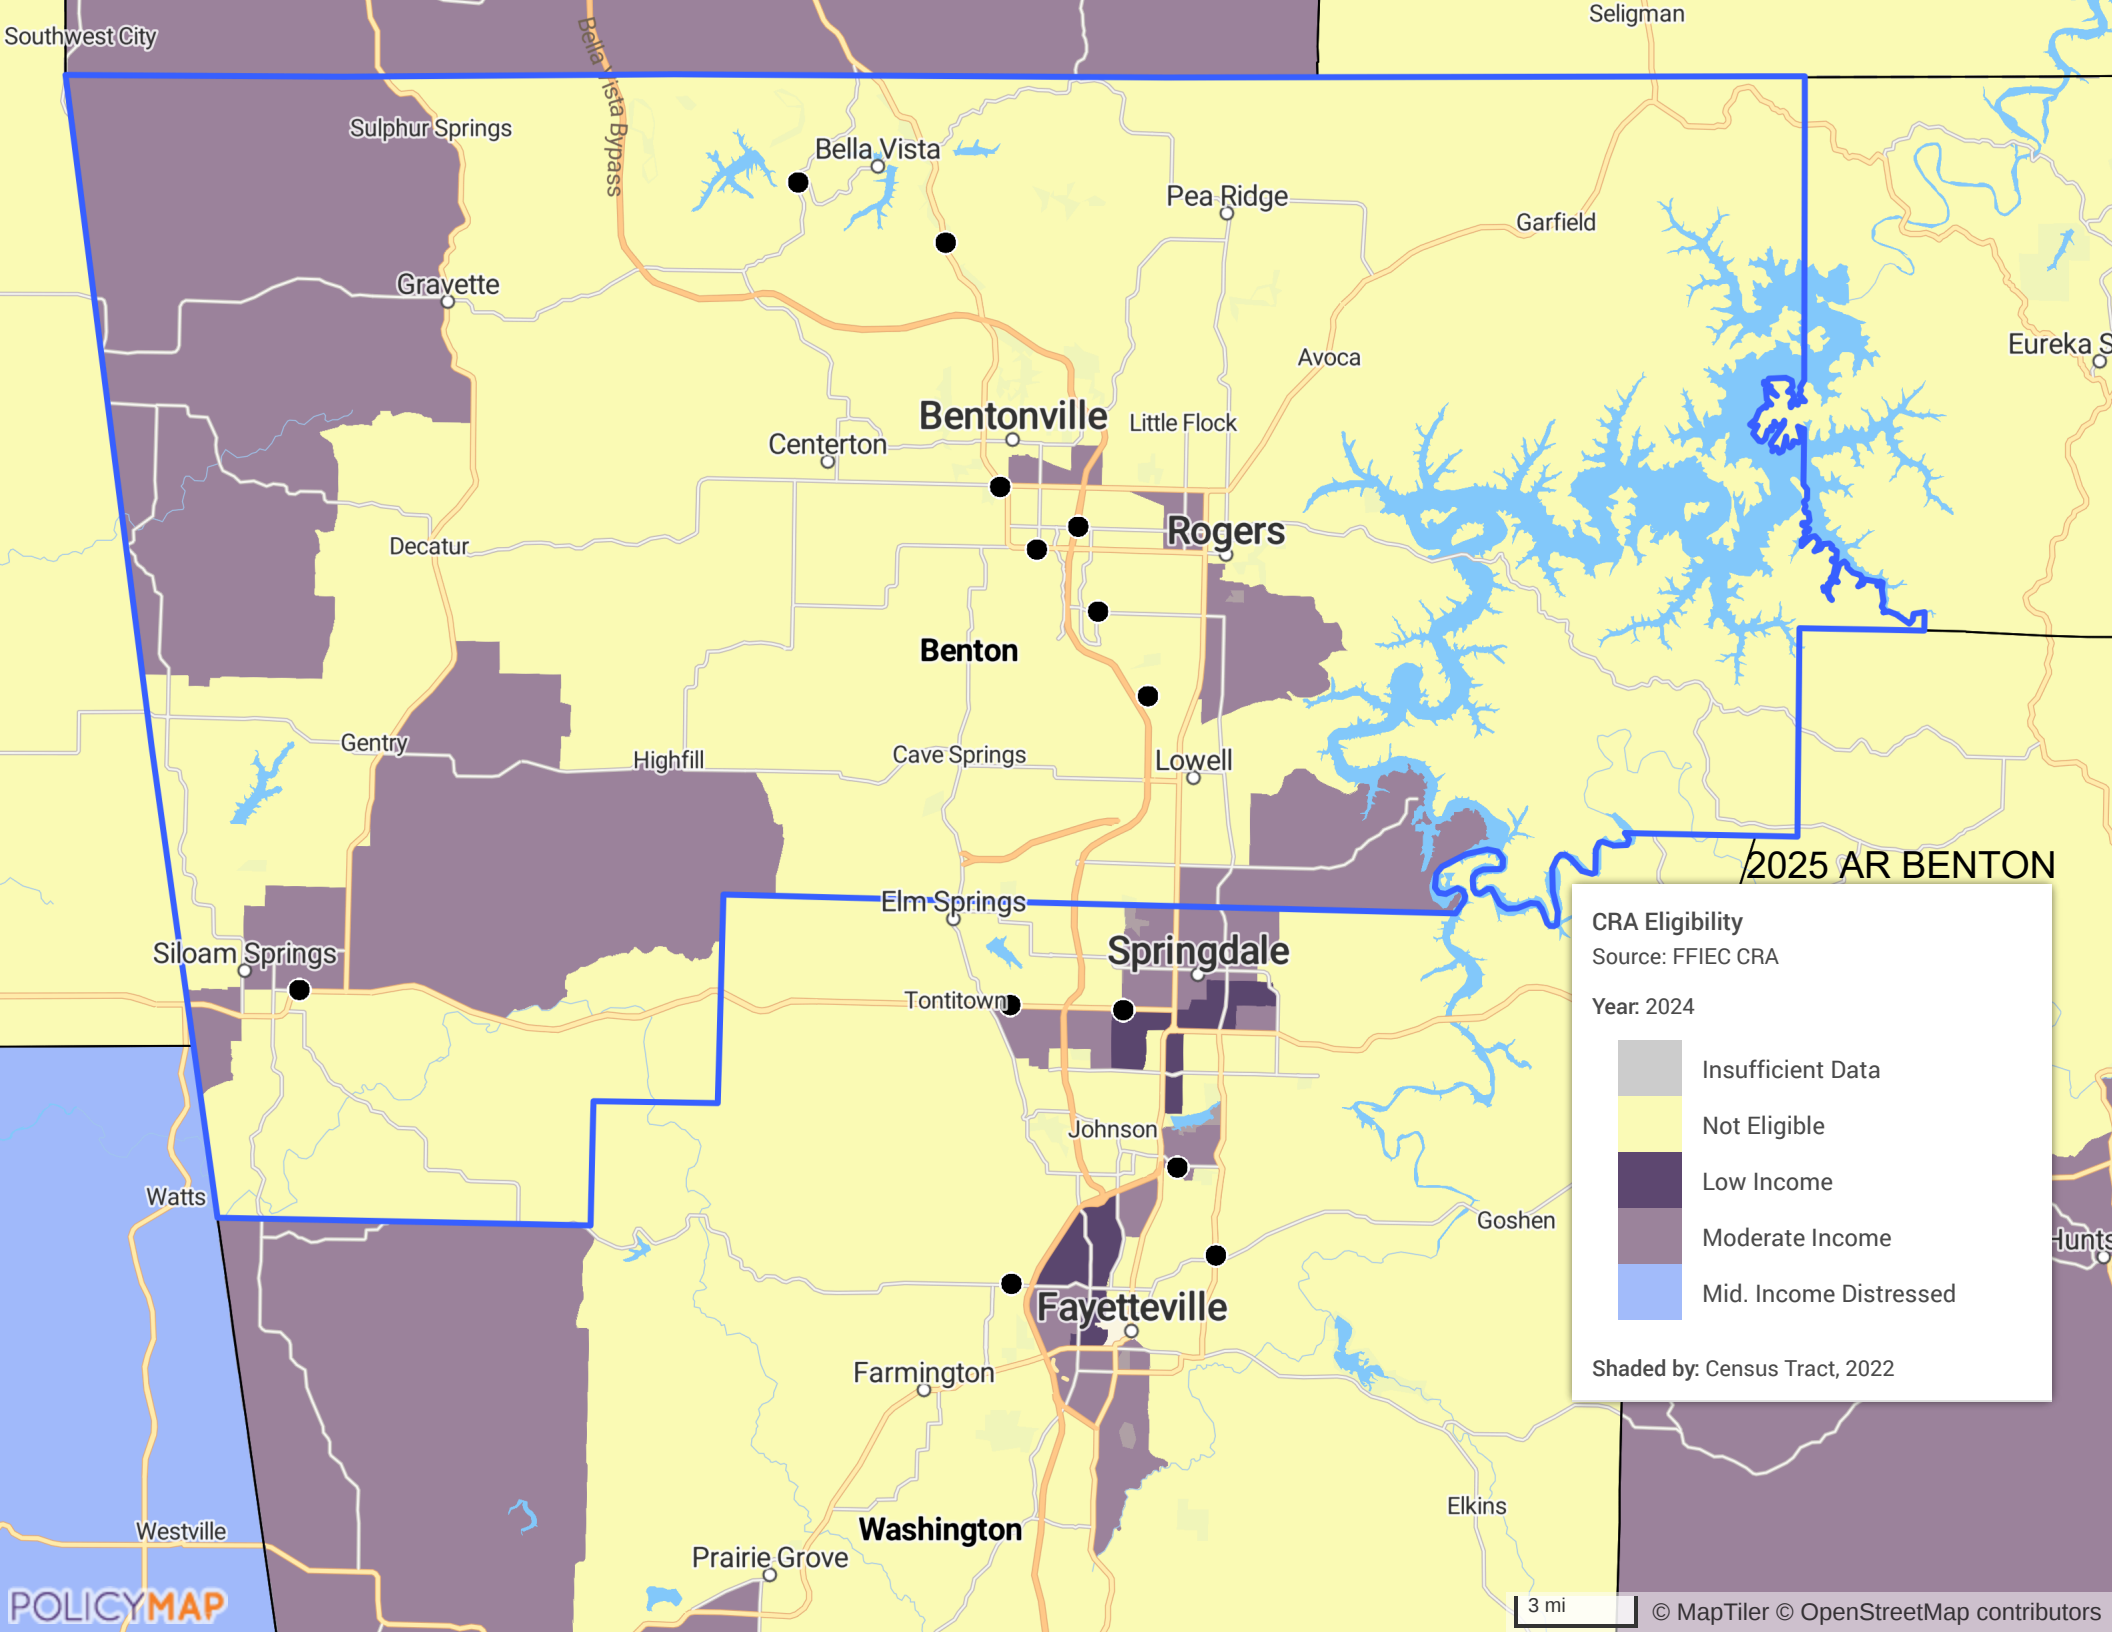 Southwest City
Seligman
Bella Vista Bypass
Sulphur Springs
Bella Vista
Pea Ridge
Garfield
Gravette
Eureka S
Avoca
Bentonville
Little Flock
Centerton
Rogers
Decatur
Benton
Gentry
Highfill
Cave Springs
Lowell
2025 AR BENTON
Elm Springs
Springdale
Siloam Springs
Tontitown
CRA Eligibility
Source: FFIEC CRA
Year: 2024
Insufficient Data
Not Eligible
Low Income
Moderate Income
Mid. Income Distressed
Shaded by: Census Tract, 2022
Johnson
Watts
Goshen
Hunts
Fayetteville
Farmington
Elkins
Westville
Washington
Prairie Grove
POLICYMAP
3 mi
© MapTiler © OpenStreetMap contributors